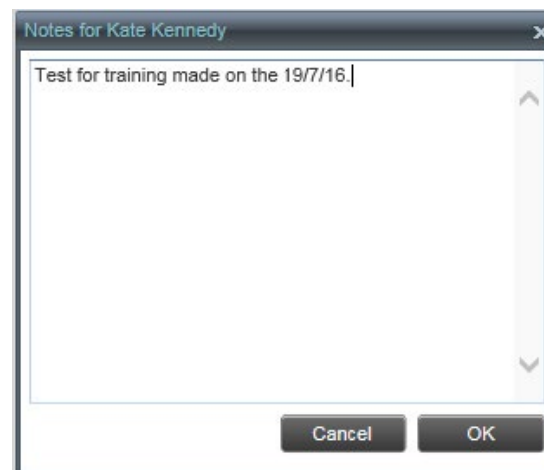 Notes for Kate Kennedy
Test for training made on the 19/7/16.
Cancel OK